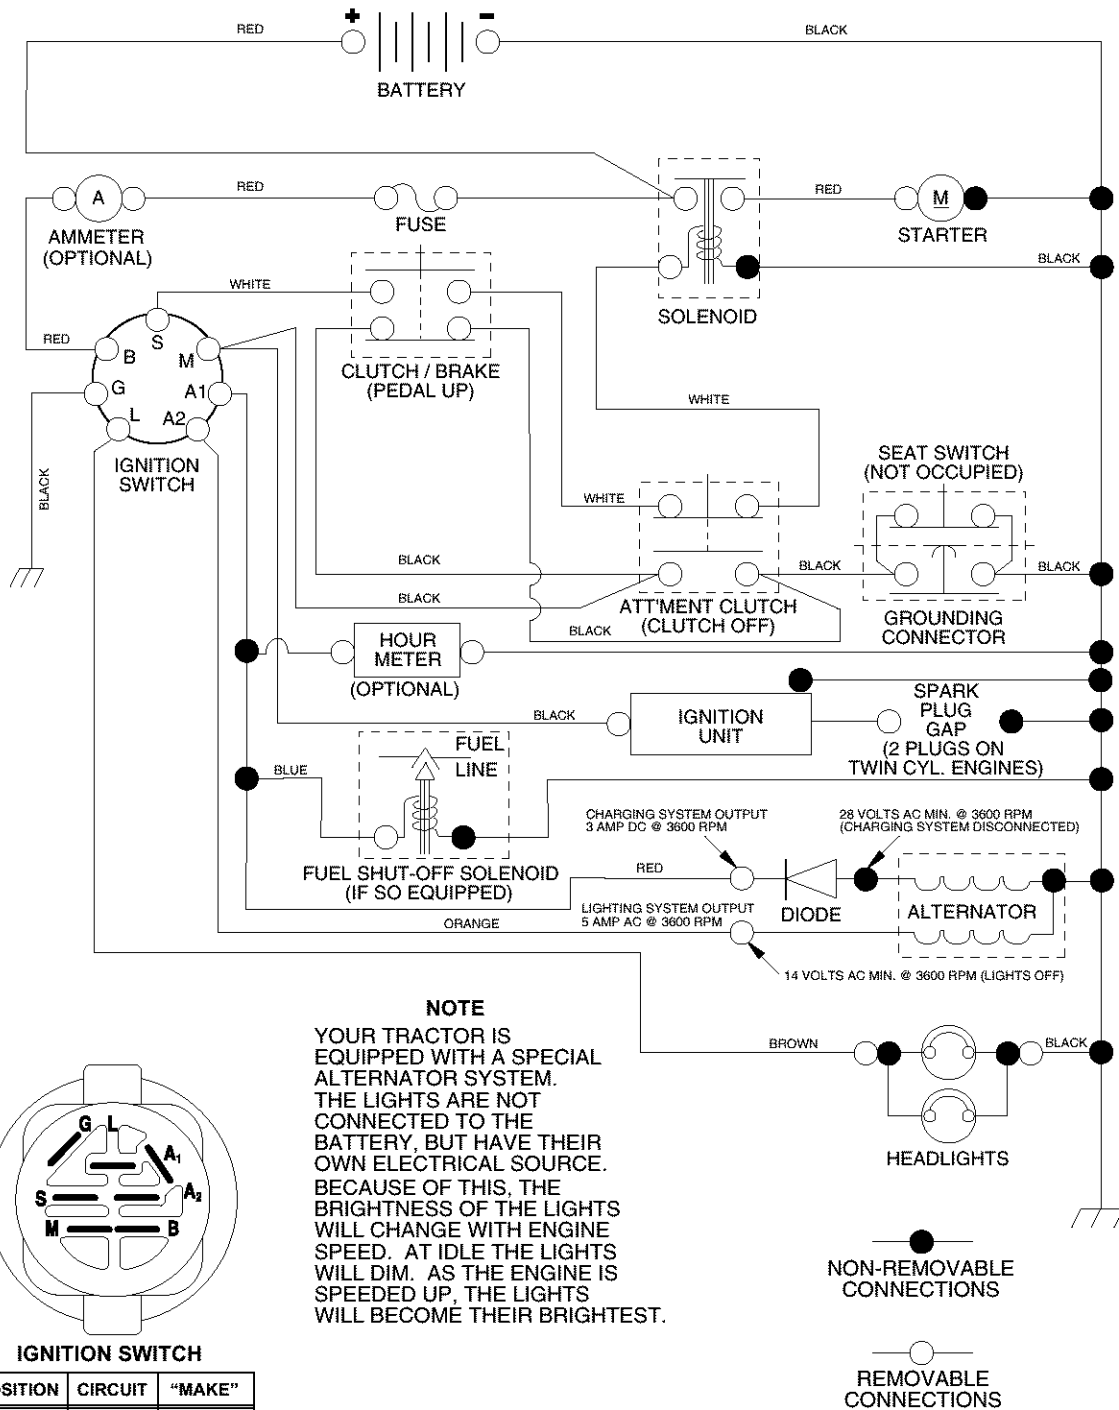 + -
RED
BLACK
BATTERY
A
RED
FUSE
RED
M
AMMETER
(OPTIONAL)
STARTER
WHITE
BLACK
SOLENOID
RED
S
B
M
G
A1
L
A2
CLUTCH / BRAKE
(PEDAL UP)
WHITE
IGNITION
SWITCH
BLACK
SEAT SWITCH
(NOT OCCUPIED)
WHITE
BLACK
BLACK
BLACK
BLACK
ATT'MENT CLUTCH
(CLUTCH OFF)
BLACK
GROUNDING
CONNECTOR
HOUR
METER
(OPTIONAL)
BLACK
IGNITION
UNIT
SPARK
PLUG
GAP
(2 PLUGS ON
TWIN CYL. ENGINES)
BLUE
FUEL
LINE
FUEL SHUT-OFF SOLENOID
(IF SO EQUIPPED)
CHARGING SYSTEM OUTPUT
3 AMP DC @ 3600 RPM
28 VOLTS AC MIN. @ 3600 RPM
(CHARGING SYSTEM DISCONNECTED)
RED
DIODE
ALTERNATOR
LIGHTING SYSTEM OUTPUT
5 AMP AC @ 3600 RPM
ORANGE
14 VOLTS AC MIN. @ 3600 RPM (LIGHTS OFF)
BROWN
BLACK
HEADLIGHTS
NOTE
YOUR TRACTOR IS
EQUIPPED WITH A SPECIAL
ALTERNATOR SYSTEM.
THE LIGHTS ARE NOT
CONNECTED TO THE
BATTERY, BUT HAVE THEIR
OWN ELECTRICAL SOURCE.
BECAUSE OF THIS, THE
BRIGHTNESS OF THE LIGHTS
WILL CHANGE WITH ENGINE
SPEED. AT IDLE THE LIGHTS
WILL DIM. AS THE ENGINE IS
SPEEDED UP, THE LIGHTS
WILL BECOME THEIR BRIGHTEST.
G L
A1
S A2
M B
IGNITION SWITCH
SITION CIRCUIT "MAKE"
NON-REMOVABLE
CONNECTIONS
REMOVABLE
CONNECTIONS